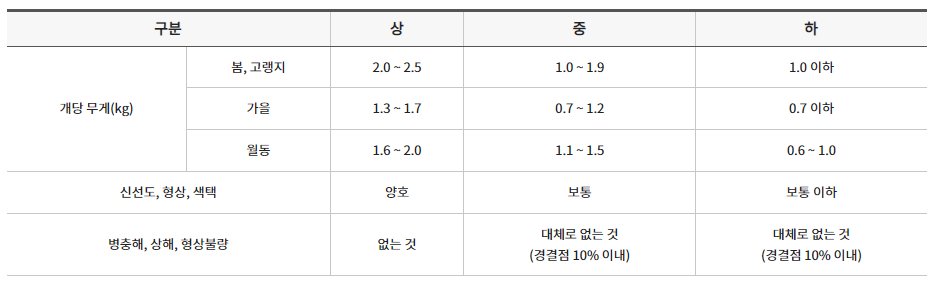 구분 상 중 하
개당 무게(kg) 봄, 고랭지 2.0 ~ 2.5 1.0 ~ 1.9 1.0 이하
가을 1.3 ~ 1.7 0.7 ~ 1.2 0.7 이하
월동 1.6 ~ 2.0 1.1 ~ 1.5 0.6 ~ 1.0
신선도, 형상, 색택 양호 보통 보통 이하
병충해, 상해, 형상불량 없는 것 대체로 없는 것 대체로 없는 것
(경결점 10% 이내) (경결점 10% 이내)